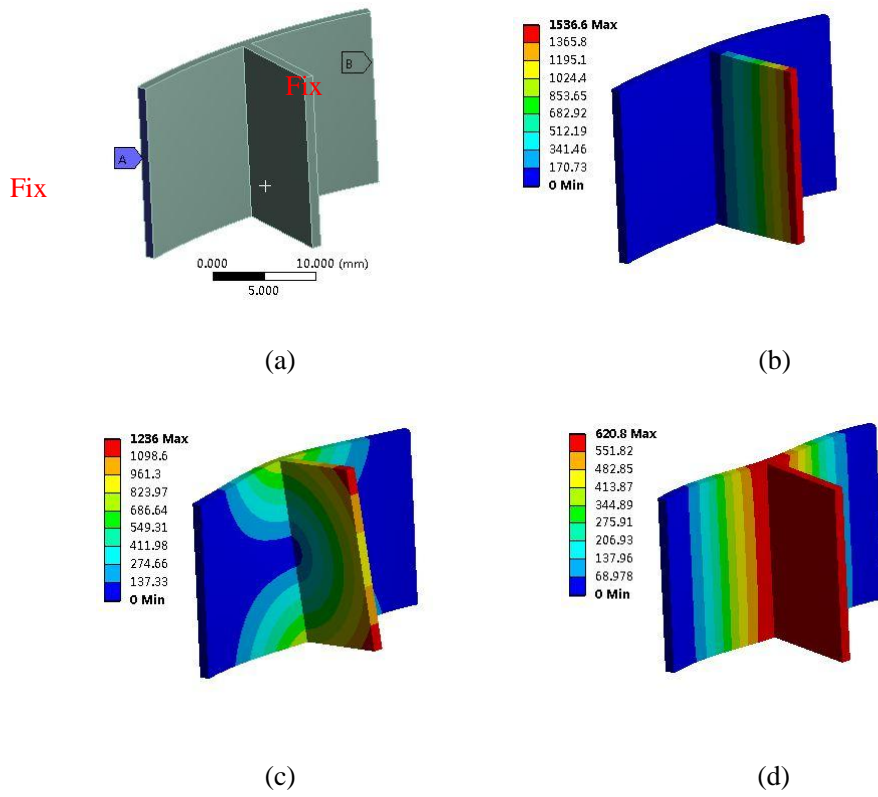 Fix
B
A
Fix
0.000 10.000 (mm)
5.000
(a)
1536.6 Max
1365.8
1195.1
1024.4
853.65
682.92
512.19
341.46
170.73
0 Min
(b)
1236 Max
1098.6
961.3
823.97
686.64
549.31
411.98
274.66
137.33
0 Min
(c)
620.8 Max
551.82
482.85
413.87
344.89
275.91
206.93
137.96
68.978
0 Min
(d)